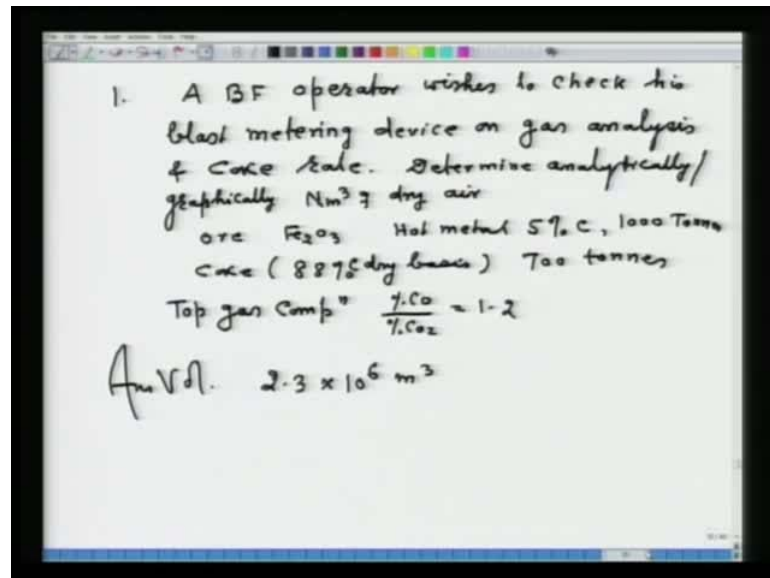 1. A BF operator wishes to check his
blast metering device on gas analysis
& Coke rate. Determine analytically/
graphically Nm³ of dry air
ore Fe₂O₃ Hot metal 5% C, 1000 Tonne
Coke (88% C dry basis) 700 tonnes
Top gas Compⁿ %CO/%CO₂ = 1.2
Ans Vol. 2.3 × 10⁶ m³